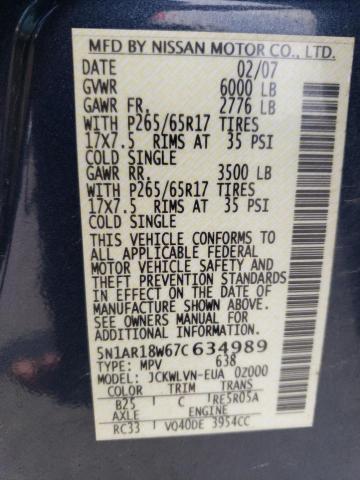 MFD BY NISSAN MOTOR CO., LTD.
DATE 02/07
GVWR 6000 LB
GAWR FR. 2776 LB
WITH P265/65R17 TIRES
17X7.5 RIMS AT 35 PSI
COLD SINGLE
GAWR RR. 3500 LB
WITH P265/65R17 TIRES
17X7.5 RIMS AT 35 PSI
COLD SINGLE
THIS VEHICLE CONFORMS TO
ALL APPLICABLE FEDERAL
MOTOR VEHICLE SAFETY AND
THEFT PREVENTION STANDARDS
IN EFFECT ON THE DATE OF
MANUFACTURE SHOWN ABOVE.
SEE OWNERS MANUAL FOR
ADDITIONAL INFORMATION
5N1AR18W67C634989
TYPE: MPV 638
MODEL: JCKWLVN-EUA 02000
COLOR TRIM TRANS
B25 C RE5R05A
AXLE ENGINE
RC33 VQ40DE 3954CC